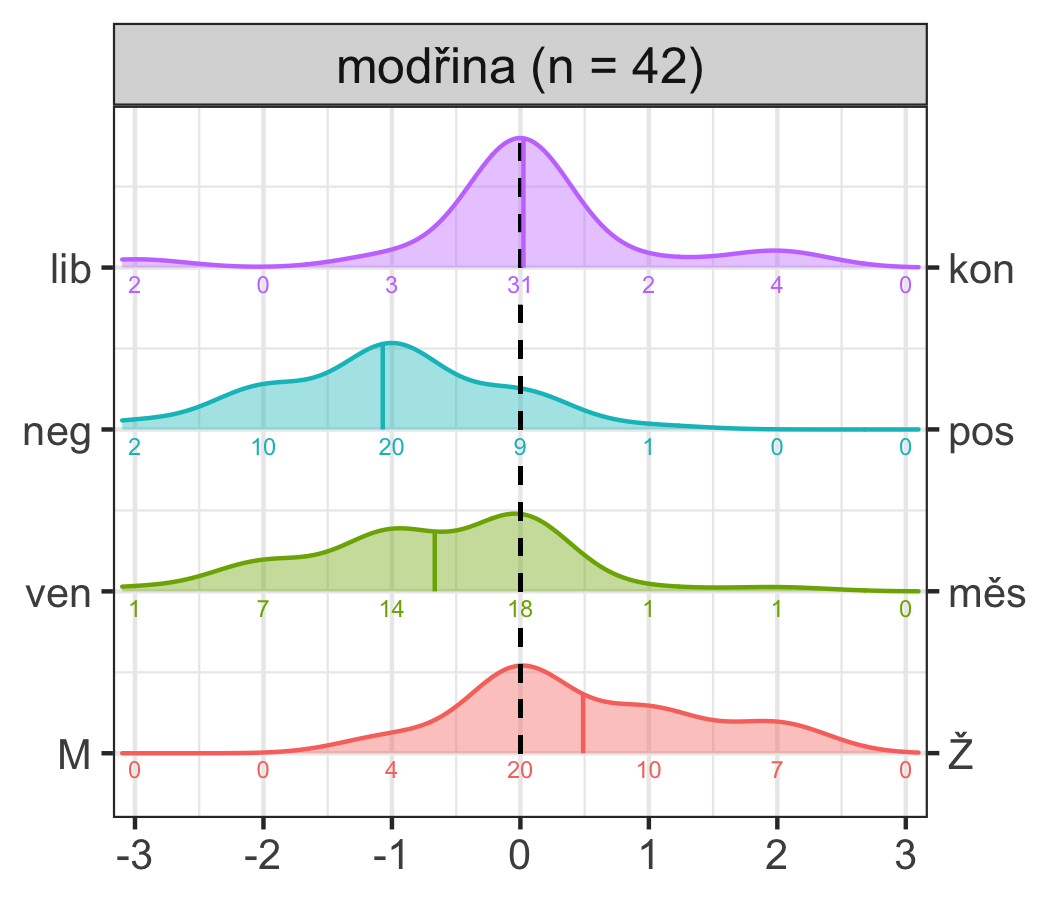 modřina (n = 42)
lib kon
2 0 3 31 2 4 0
neg pos
2 10 20 9 1 0 0
ven měs
1 7 14 18 1 1 0
M Ž
0 0 4 20 10 7 0
-3 -2 -1 0 1 2 3